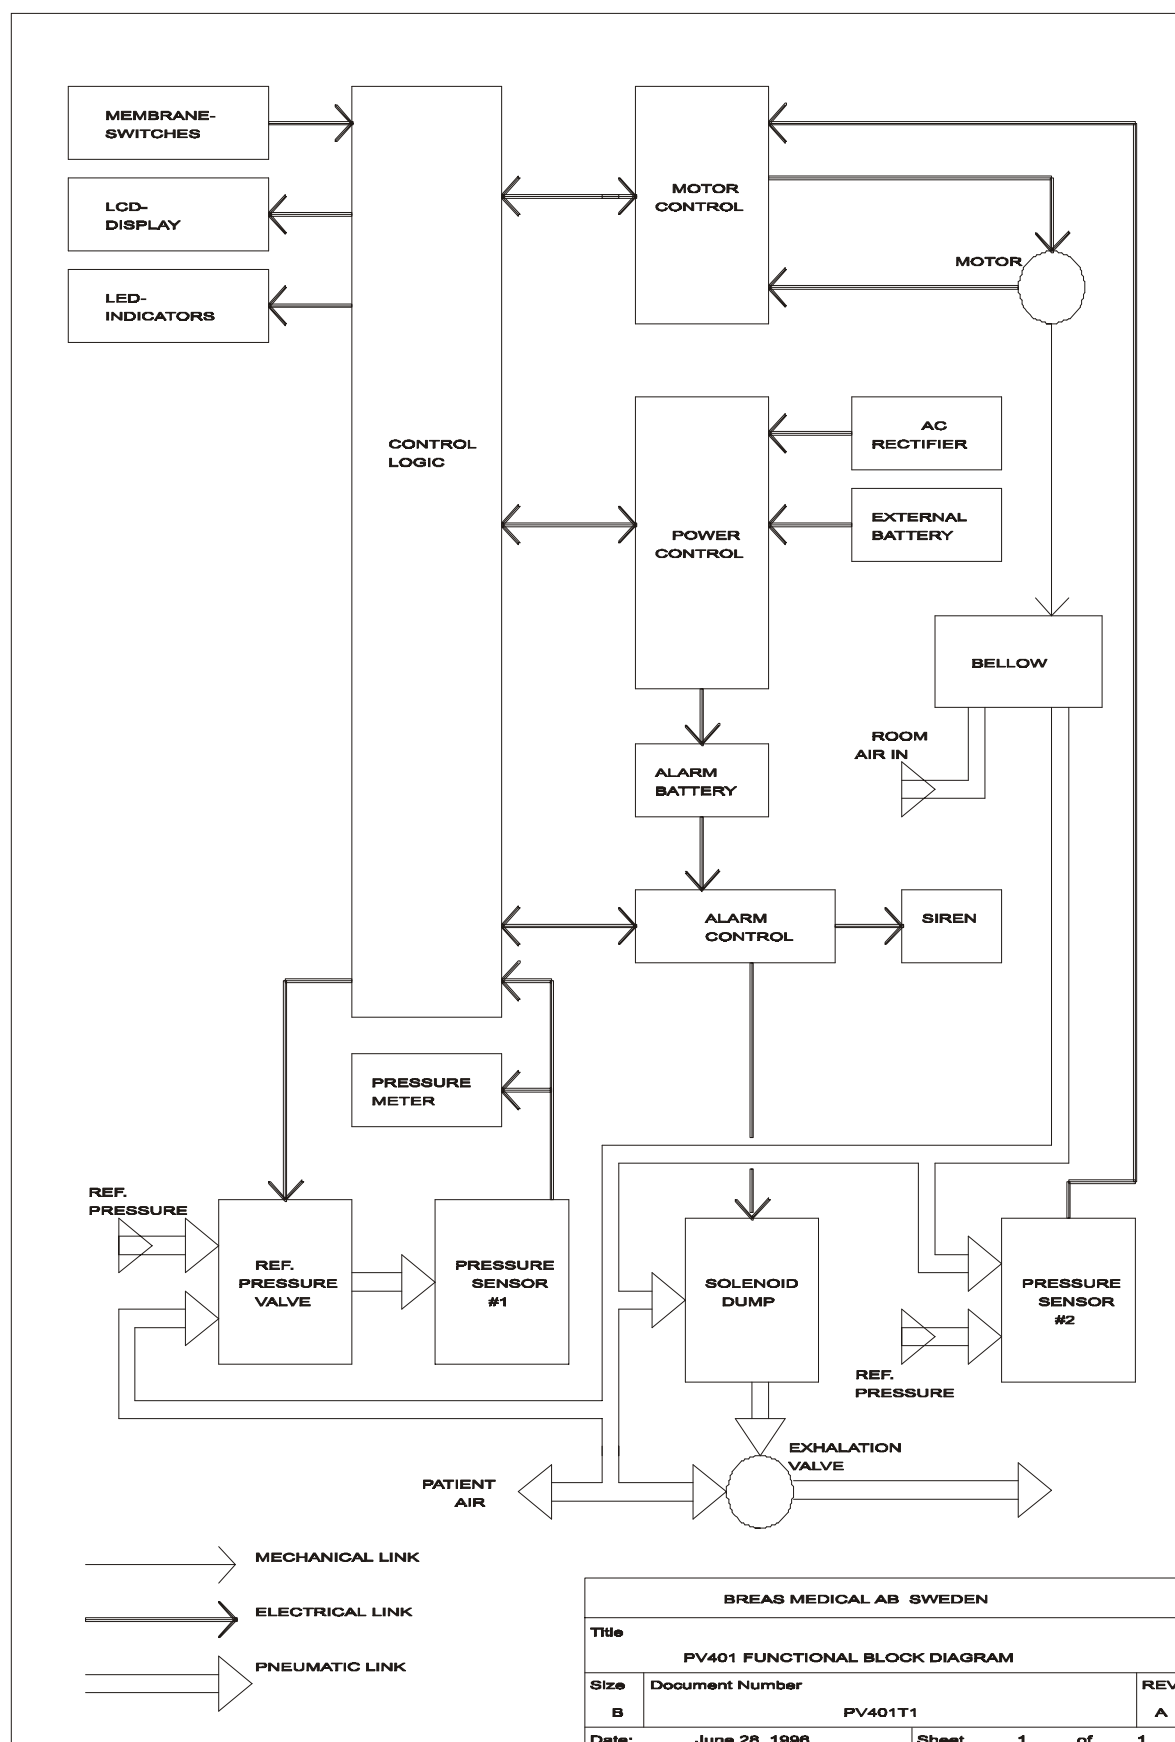 MEMBRANE-
SWITCHES
LCD-
DISPLAY
LED-
INDICATORS
CONTROL
LOGIC
MOTOR
CONTROL
MOTOR
AC
RECTIFIER
EXTERNAL
BATTERY
POWER
CONTROL
BELLOW
ROOM
AIR IN
ALARM
BATTERY
ALARM
CONTROL
SIREN
PRESSURE
METER
REF.
PRESSURE
REF.
PRESSURE
VALVE
PRESSURE
SENSOR
#1
SOLENOID
DUMP
PRESSURE
SENSOR
#2
REF.
PRESSURE
EXHALATION
VALVE
PATIENT
AIR
MECHANICAL LINK
ELECTRICAL LINK
PNEUMATIC LINK
BREAS MEDICAL AB SWEDEN
Title
PV401 FUNCTIONAL BLOCK DIAGRAM
Size Document Number REV
B PV401T1 A
Date: June 28, 1996 Sheet 1 of 1